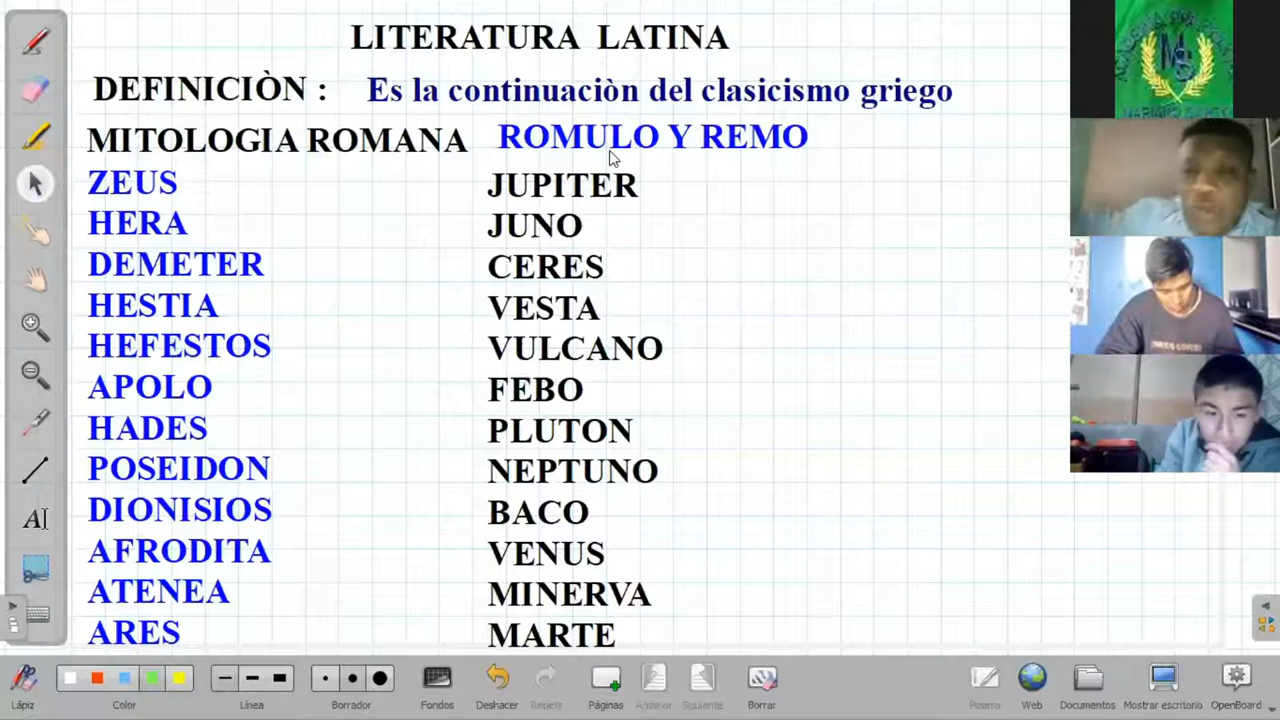 LITERATURA LATINA
DEFINICIÒN : Es la continuaciòn del clasicismo griego
MITOLOGIA ROMANA ROMULO Y REMO
ZEUS JUPITER
HERA JUNO
DEMETER CERES
HESTIA VESTA
HEFESTOS VULCANO
APOLO FEBO
HADES PLUTON
POSEIDON NEPTUNO
DIONISIOS BACO
AFRODITA VENUS
ATENEA MINERVA
ARES MARTE
Lápiz Color Línea Borrador Fondos Deshacer Repetir Páginas Anterior Siguiente Borrar Pizarra Web Documentos Mostrar escritorio OpenBoard